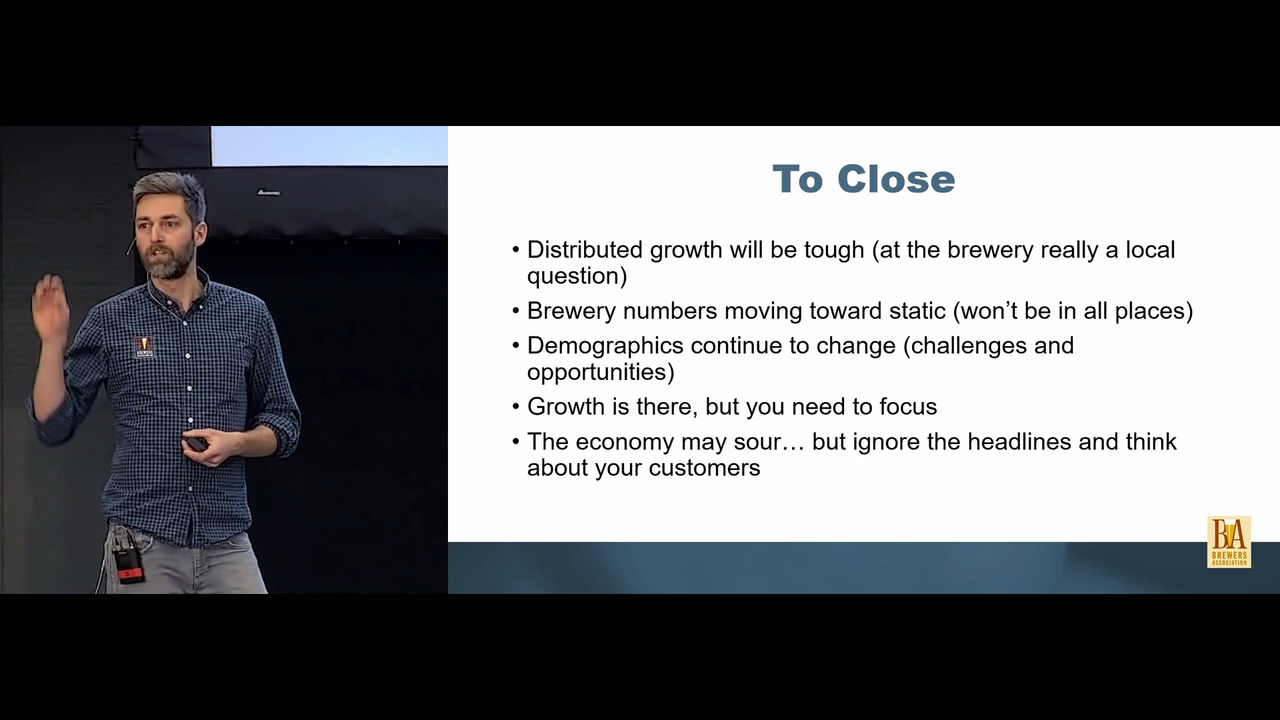 To Close
• Distributed growth will be tough (at the brewery really a local
question)
• Brewery numbers moving toward static (won’t be in all places)
• Demographics continue to change (challenges and
opportunities)
• Growth is there, but you need to focus
• The economy may sour… but ignore the headlines and think
about your customers
BA
BREWERS
ASSOCIATION